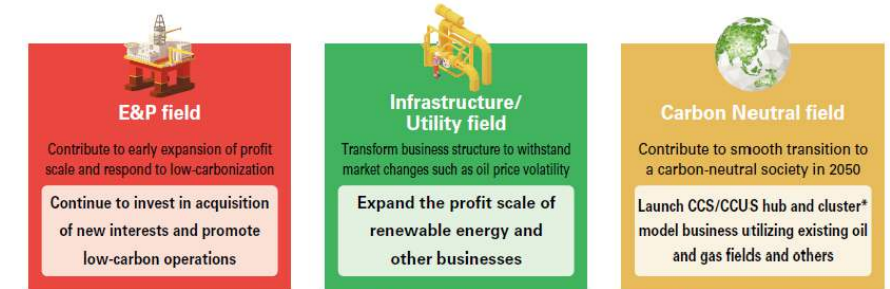 E&P field
Contribute to early expansion of profit
scale and respond to low-carbonization
Continue to invest in acquisition
of new interests and promote
low-carbon operations
Infrastructure/
Utility field
Transform business structure to withstand
market changes such as oil price volatility
Expand the profit scale of
renewable energy and
other businesses
Carbon Neutral field
Contribute to smooth transition to
a carbon-neutral society in 2050
Launch CCS/CCUS hub and cluster*
model business utilizing existing oil
and gas fields and others